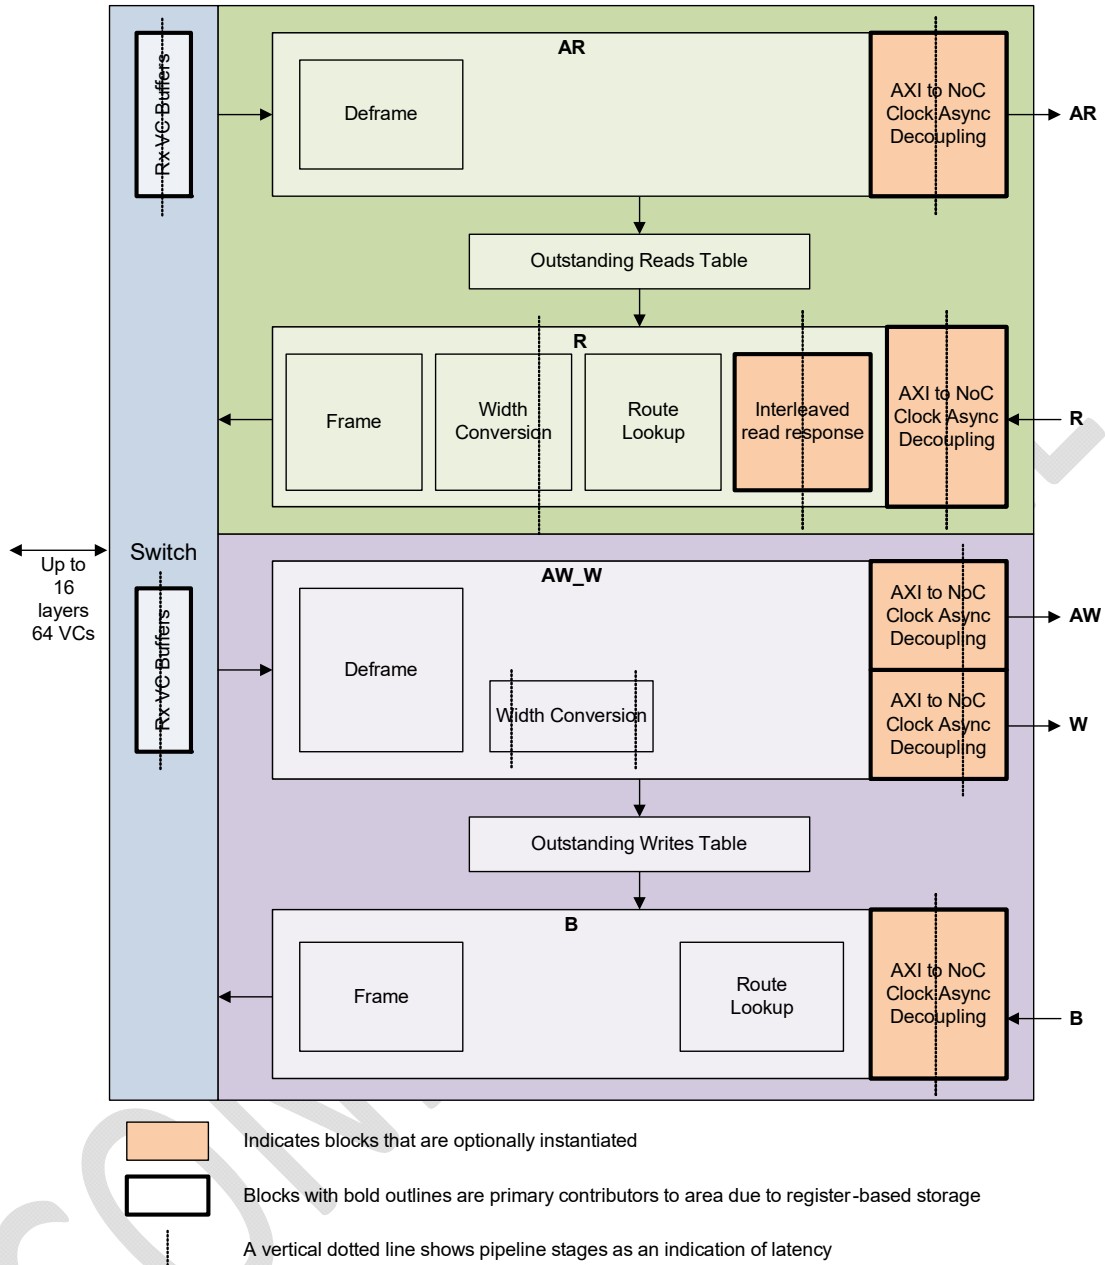 Rx VC Buffers
AR
Deframe
AXI to NoC
Clock Async
Decoupling
AR
Outstanding Reads Table
R
Frame
Width
Conversion
Route
Lookup
Interleaved
read response
AXI to NoC
Clock Async
Decoupling
R
Switch
Up to
16
layers
64 VCs
Rx VC Buffers
AW_W
Deframe
Width Conversion
AXI to NoC
Clock Async
Decoupling
AW
AXI to NoC
Clock Async
Decoupling
W
Outstanding Writes Table
B
Frame
Route
Lookup
AXI to NoC
Clock Async
Decoupling
B
Indicates blocks that are optionally instantiated
Blocks with bold outlines are primary contributors to area due to register-based storage
A vertical dotted line shows pipeline stages as an indication of latency